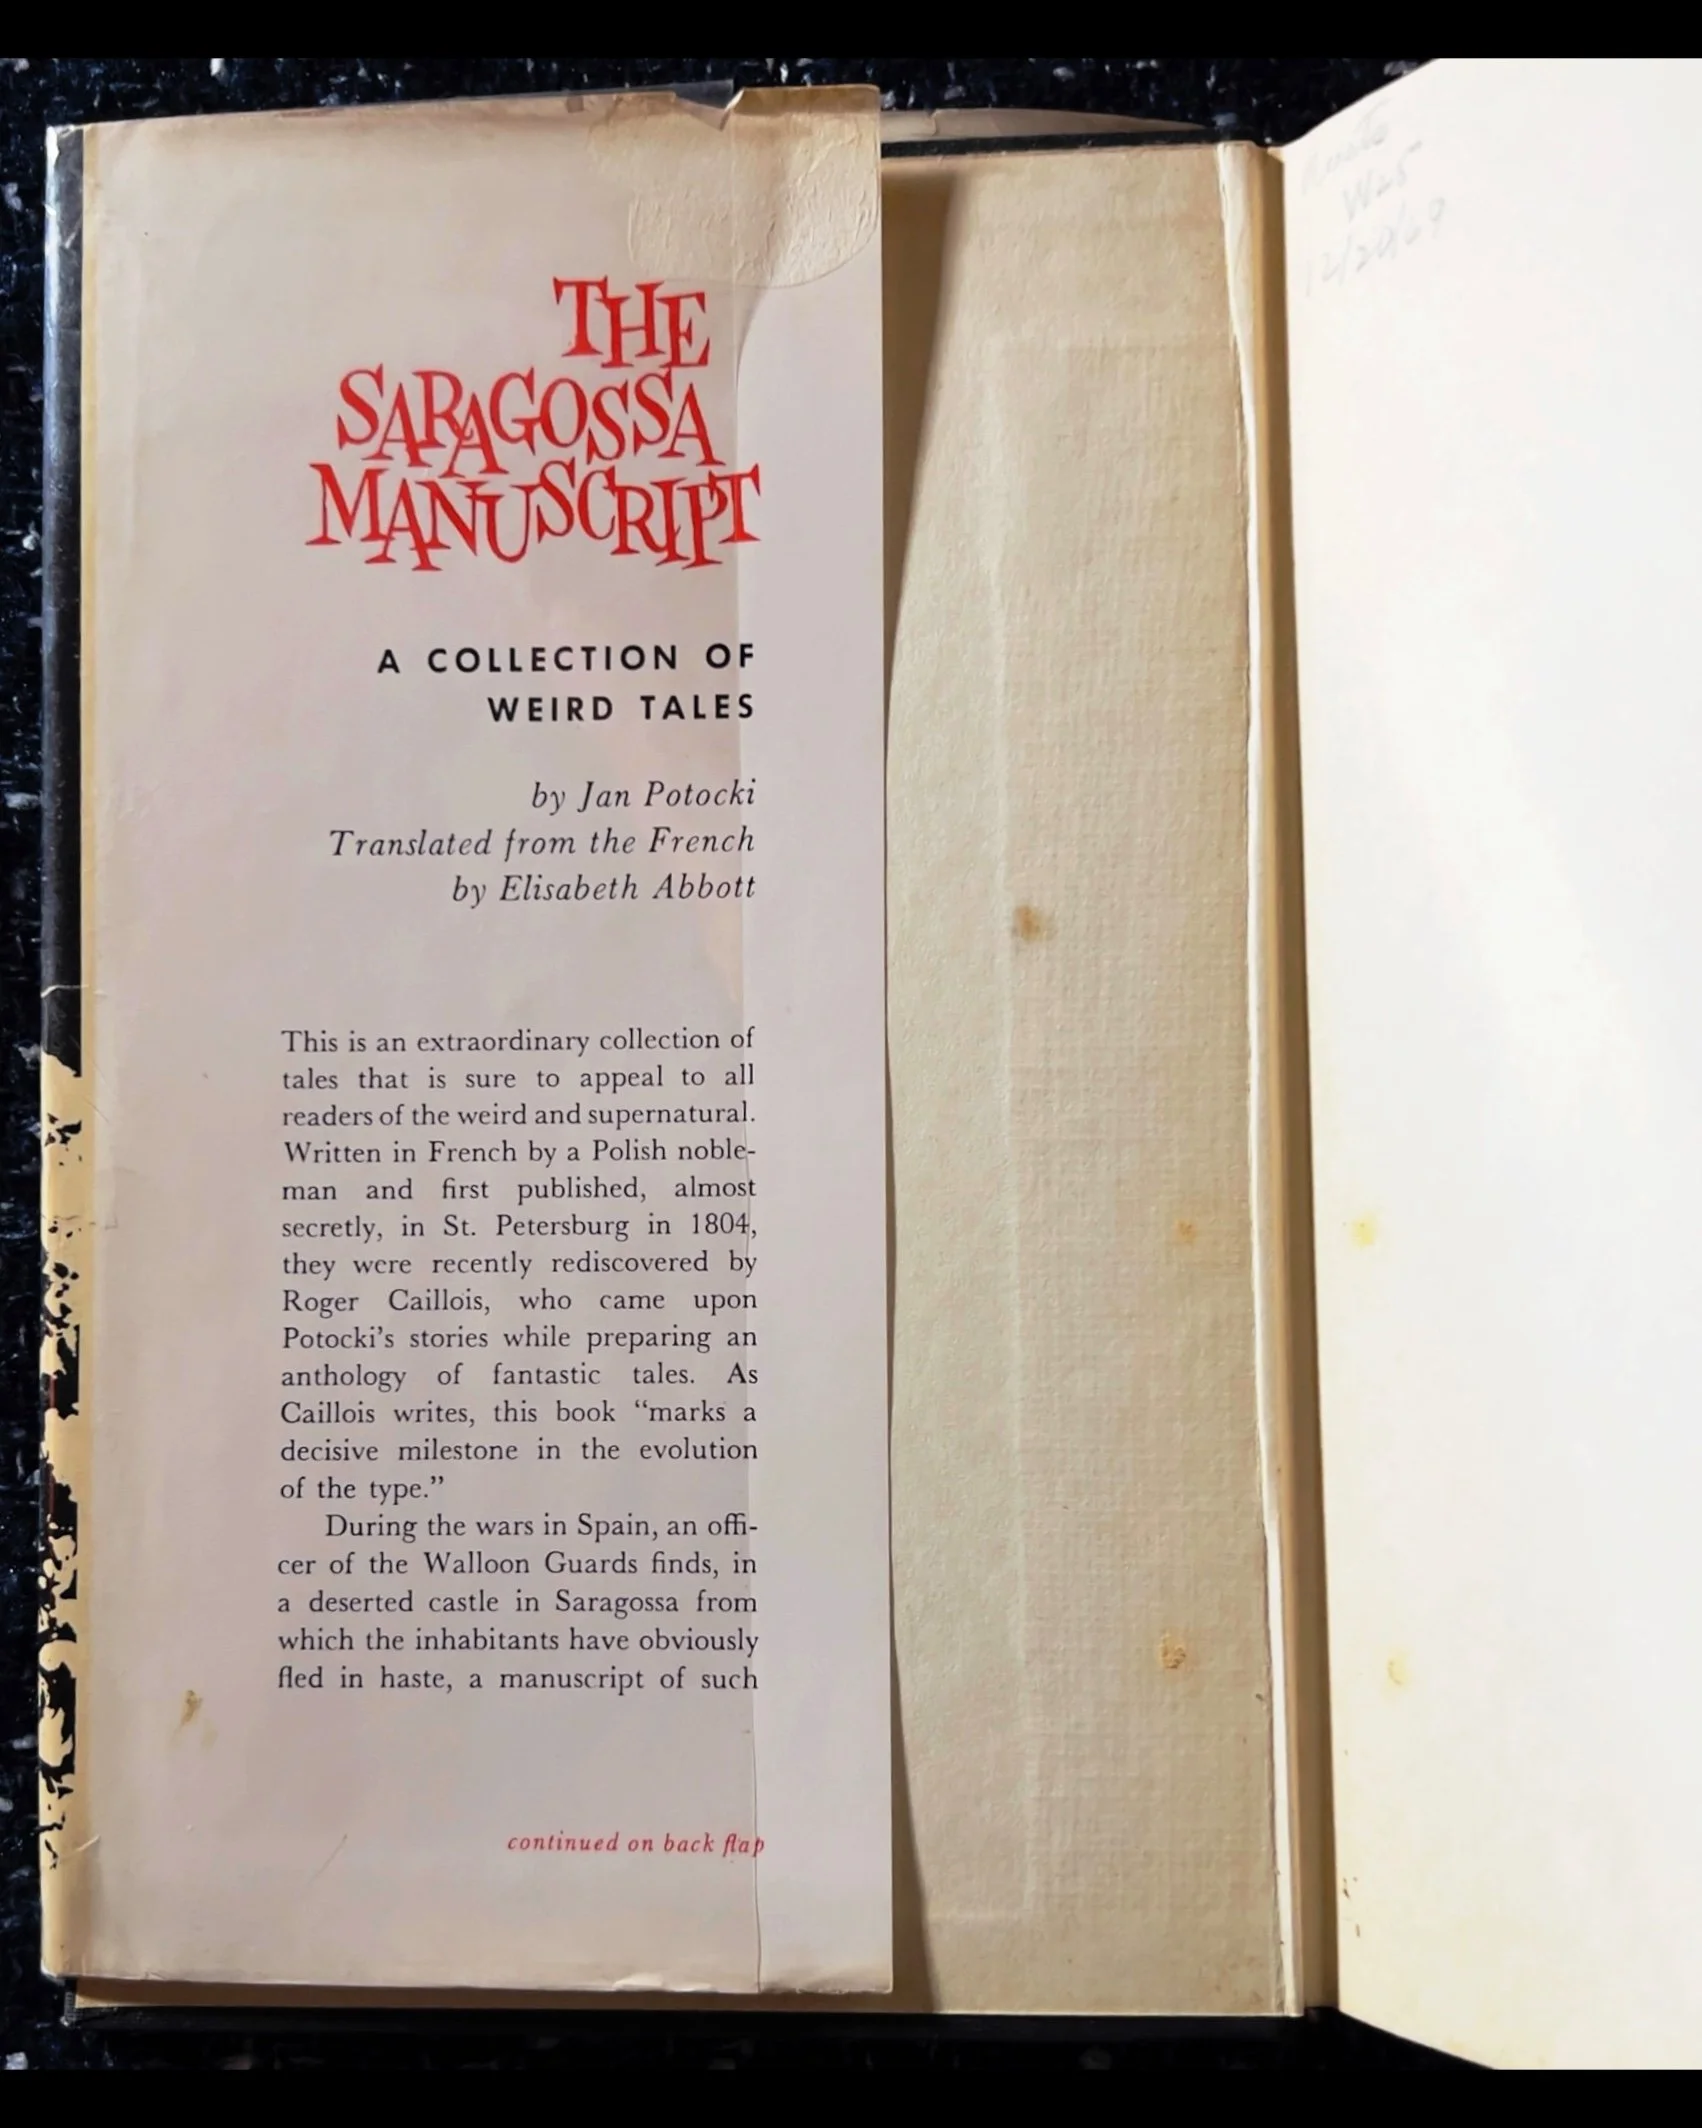 THE
SARAGOSSA
MANUSCRIPT
A COLLECTION OF
WEIRD TALES
by Jan Potocki
Translated from the French
by Elisabeth Abbott
This is an extraordinary collection of
tales that is sure to appeal to all
readers of the weird and supernatural.
Written in French by a Polish noble-
man and first published, almost
secretly, in St. Petersburg in 1804,
they were recently rediscovered by
Roger Caillois, who came upon
Potocki's stories while preparing an
anthology of fantastic tales. As
Caillois writes, this book “marks a
decisive milestone in the evolution
of the type.”
During the wars in Spain, an offi-
cer of the Walloon Guards finds, in
a deserted castle in Saragossa from
which the inhabitants have obviously
fled in haste, a manuscript of such
continued on back flap
12/20/69